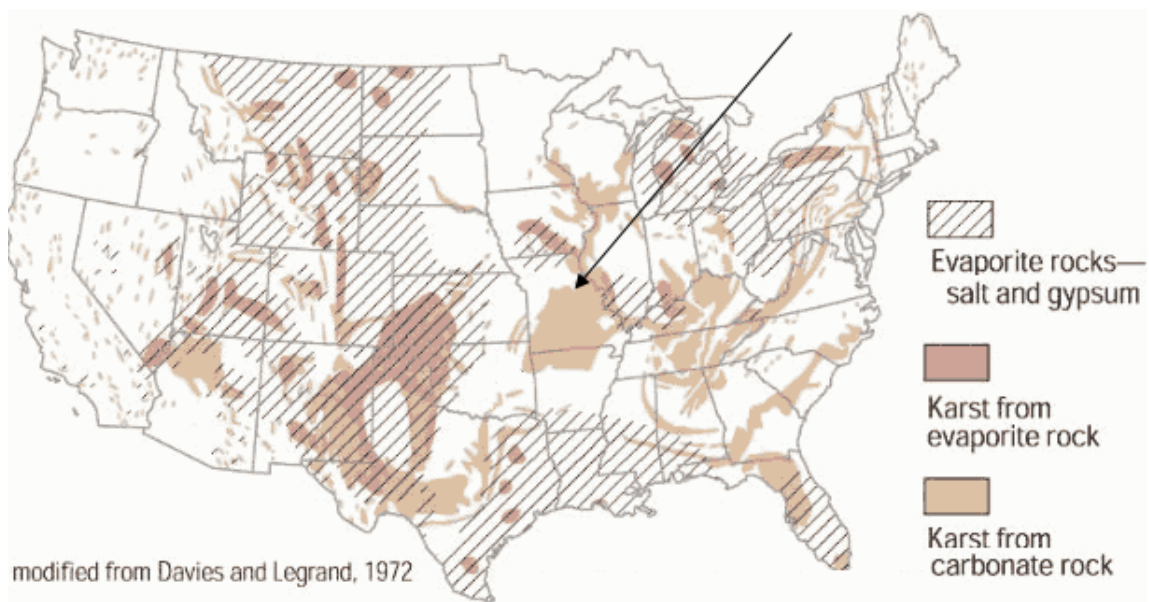 Evaporite rocks—
salt and gypsum
Karst from
evaporite rock
Karst from
carbonate rock
modified from Davies and Legrand, 1972